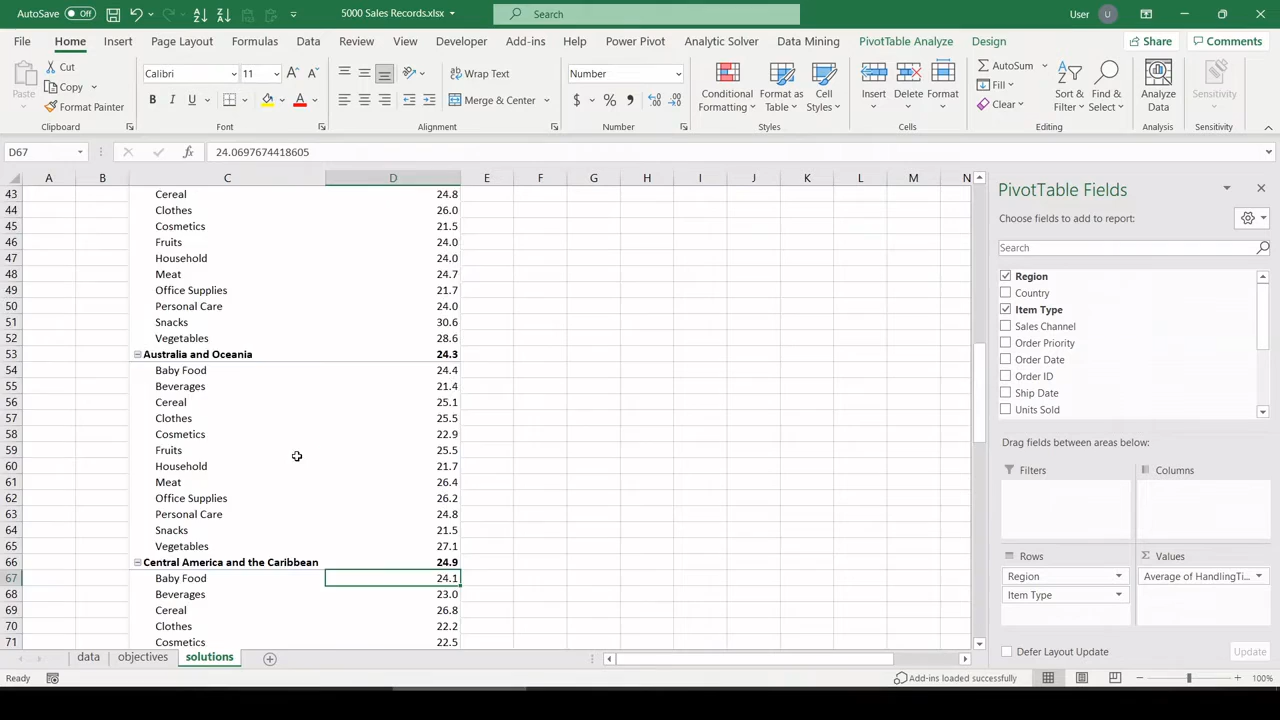 AutoSave Off 5000 Sales Records.xlsx Search User U
File Home Insert Page Layout Formulas Data Review View Developer Add-ins Help Power Pivot Analytic Solver Data Mining PivotTable Analyze Design Share Comments
Paste Cut Copy Format Painter Clipboard
Calibri 11 B I U A Font
Wrap Text Merge & Center Alignment
Number $ % , Number
Conditional Formatting Format as Table Cell Styles Styles
Insert Delete Format Cells
AutoSum Fill Clear Sort & Filter Find & Select Editing
Analyze Data Analysis
Sensitivity Sensitivity
D67 fx 24.0697674418605
A B C D E F G H I J K L M N
43 Cereal 24.8
44 Clothes 26.0
45 Cosmetics 21.5
46 Fruits 24.0
47 Household 24.0
48 Meat 24.7
49 Office Supplies 21.7
50 Personal Care 24.0
51 Snacks 30.6
52 Vegetables 28.6
53 Australia and Oceania 24.3
54 Baby Food 24.4
55 Beverages 21.4
56 Cereal 25.1
57 Clothes 25.5
58 Cosmetics 22.9
59 Fruits 25.5
60 Household 21.7
61 Meat 26.4
62 Office Supplies 26.2
63 Personal Care 24.8
64 Snacks 21.5
65 Vegetables 27.1
66 Central America and the Caribbean 24.9
67 Baby Food 24.1
68 Beverages 23.0
69 Cereal 26.8
70 Clothes 22.2
71 Cosmetics 22.5
PivotTable Fields
Choose fields to add to report:
Search
Region
Country
Item Type
Sales Channel
Order Priority
Order Date
Order ID
Ship Date
Units Sold
Drag fields between areas below:
Filters Columns
Rows Σ Values
Region Average of HandlingTi...
Item Type
Defer Layout Update Update
data objectives solutions
Ready Add-ins loaded successfully 100%